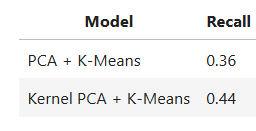 Model Recall
PCA + K-Means 0.36
Kernel PCA + K-Means 0.44